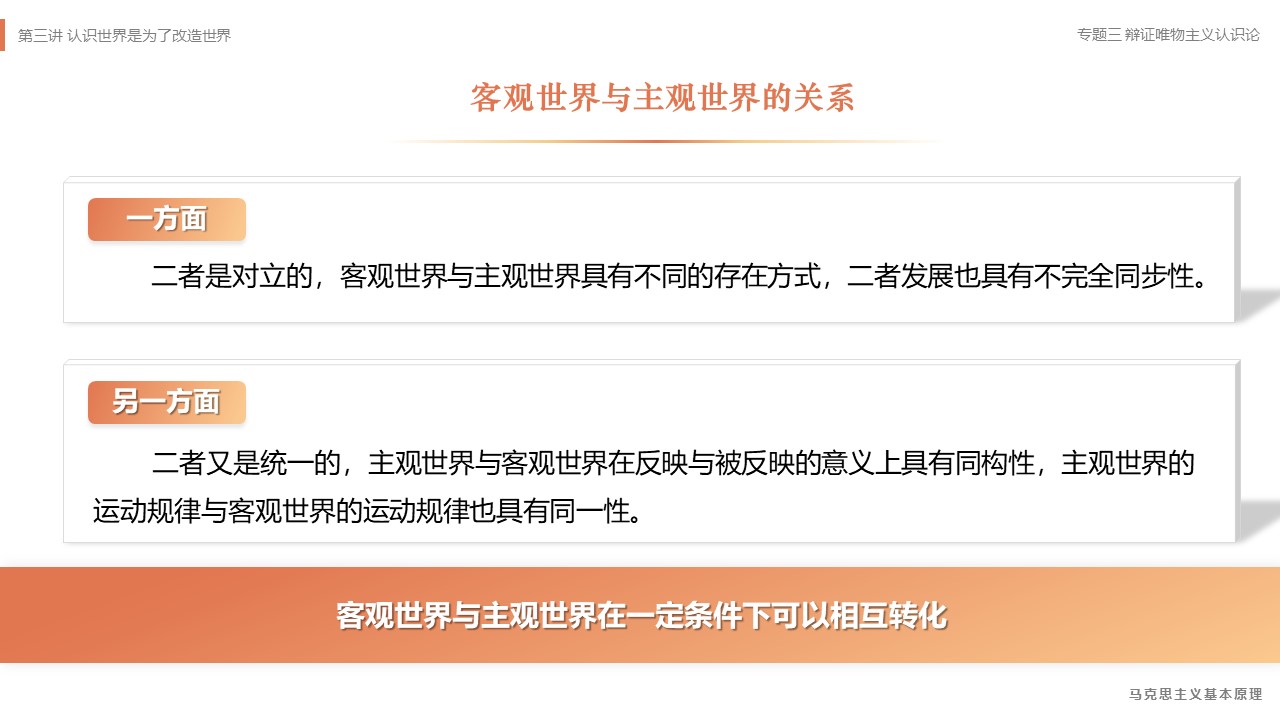 第三讲 认识世界是为了改造世界
专题三 辩证唯物主义认识论
客观世界与主观世界的关系
一方面
二者是对立的，客观世界与主观世界具有不同的存在方式，二者发展也具有不完全同步性。
另一方面
二者又是统一的，主观世界与客观世界在反映与被反映的意义上具有同构性，主观世界的
运动规律与客观世界的运动规律也具有同一性。
客观世界与主观世界在一定条件下可以相互转化
马克思主义基本原理